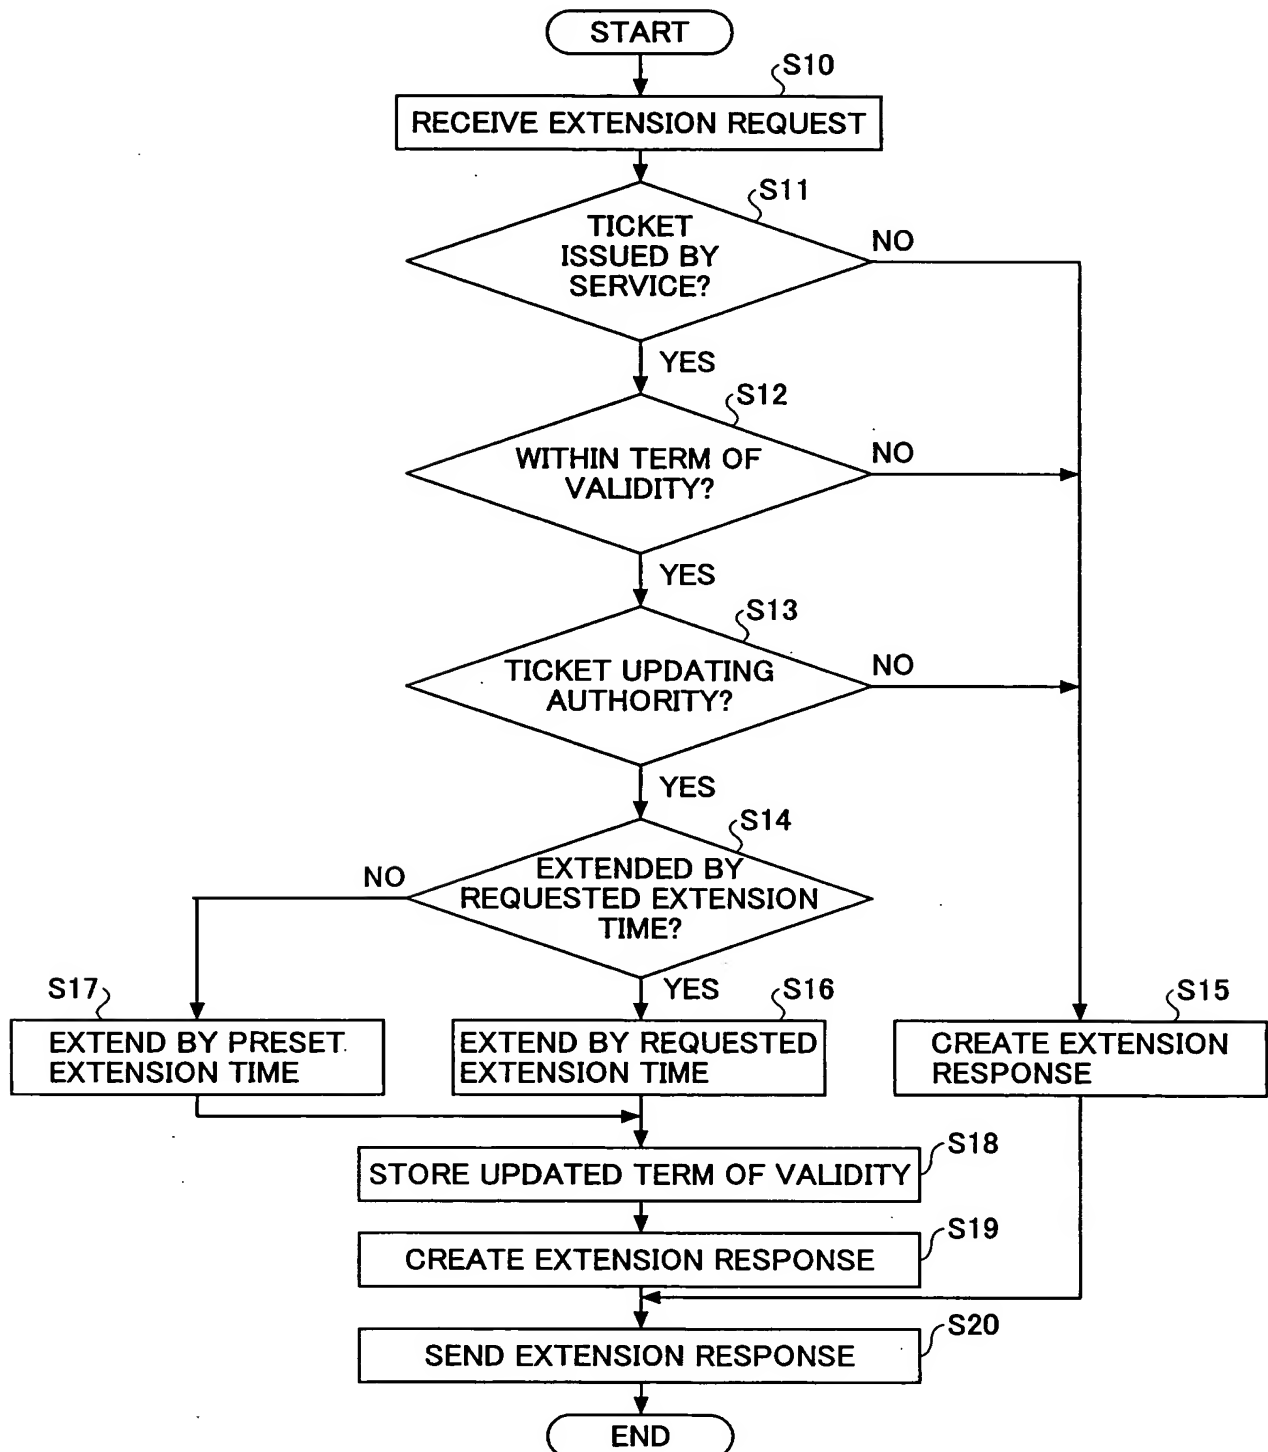 START
S10
RECEIVE EXTENSION REQUEST
S11
TICKET
ISSUED BY
SERVICE?
NO
YES
S12
WITHIN TERM OF
VALIDITY?
NO
YES
S13
TICKET UPDATING
AUTHORITY?
NO
YES
S14
EXTENDED BY
REQUESTED EXTENSION
TIME?
NO
YES
S17
EXTEND BY PRESET
EXTENSION TIME
S16
EXTEND BY REQUESTED
EXTENSION TIME
S15
CREATE EXTENSION
RESPONSE
S18
STORE UPDATED TERM OF VALIDITY
S19
CREATE EXTENSION RESPONSE
S20
SEND EXTENSION RESPONSE
END